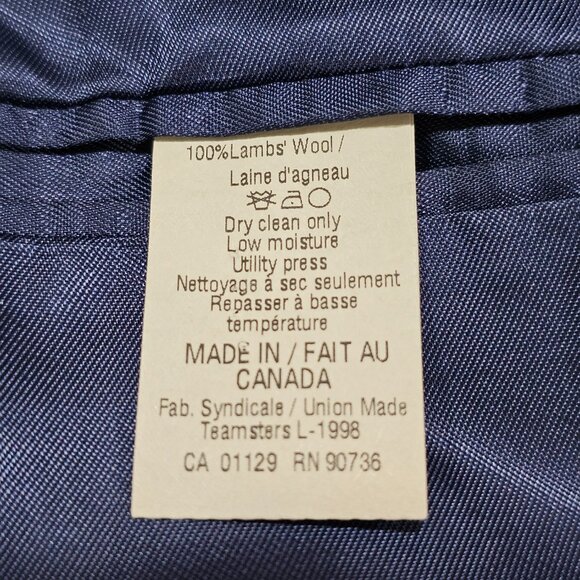 100%Lambs' Wool /
Laine d'agneau
Dry clean only
Low moisture
Utility press
Nettoyage à sec seulement
Repasser à basse
température
MADE IN / FAIT AU
CANADA
Fab. Syndicale / Union Made
Teamsters L-1998
CA 01129 RN 90736